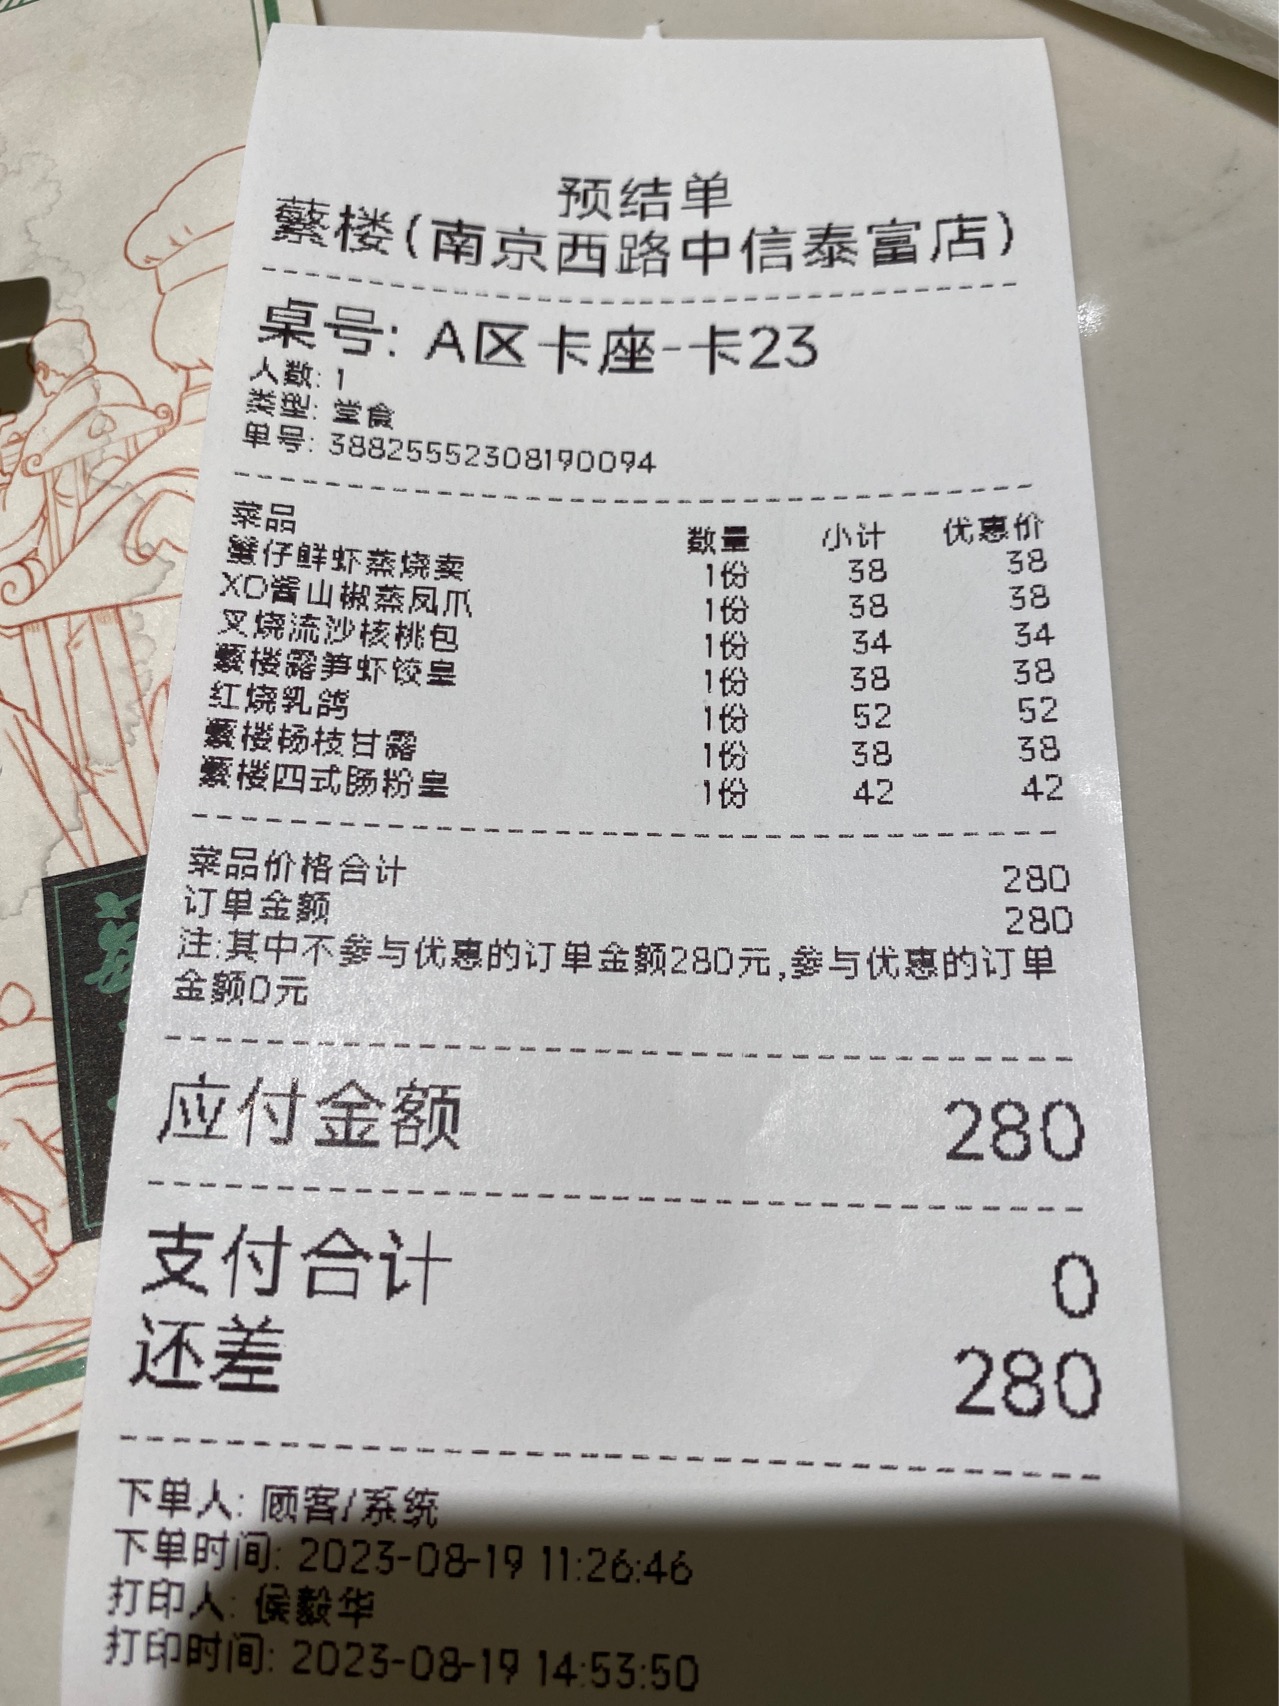 预结单
蘩楼(南京西路中信泰富店)
桌号: A区卡座-卡23
人数: 1
类型: 堂食
单号: 38825552308190094
菜品 数量 小计 优惠价
蟹仔鲜虾蒸烧卖 1份 38 38
XO酱山椒蒸凤爪 1份 38 38
叉烧流沙核桃包 1份 34 34
蘩楼露笋虾饺皇 1份 38 38
红烧乳鸽 1份 52 52
蘩楼杨枝甘露 1份 38 38
蘩楼四式肠粉皇 1份 42 42
菜品价格合计 280
订单金额 280
注:其中不参与优惠的订单金额280元,参与优惠的订单
金额0元
应付金额 280
支付合计 0
还差 280
下单人: 顾客/系统
下单时间: 2023-08-19 11:26:46
打印人: 侯毅华
打印时间: 2023-08-19 14:53:50